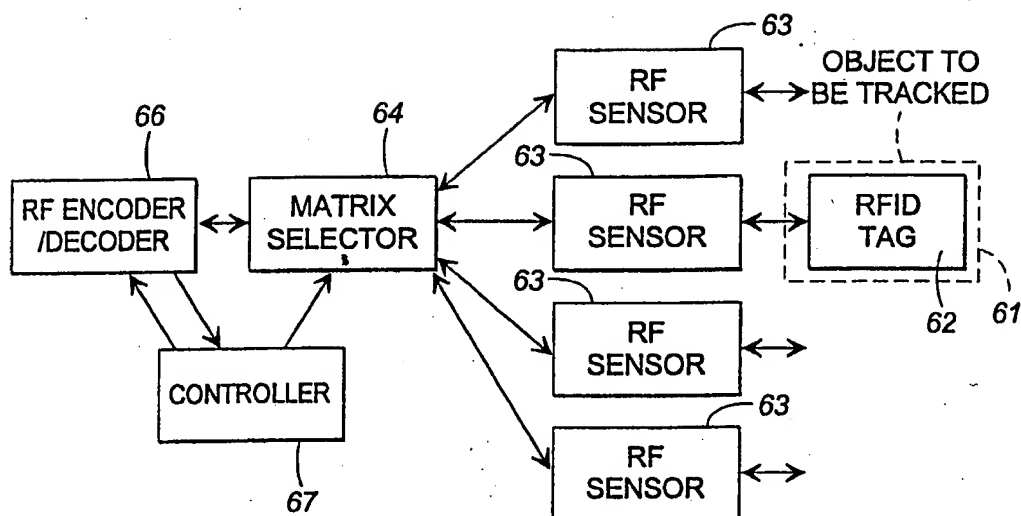 63
RF
SENSOR
OBJECT TO
BE TRACKED
66
RF ENCODER
/DECODER
64
MATRIX
SELECTOR
63
RF
SENSOR
RFID
TAG
62
61
63
RF
SENSOR
CONTROLLER
67
63
RF
SENSOR